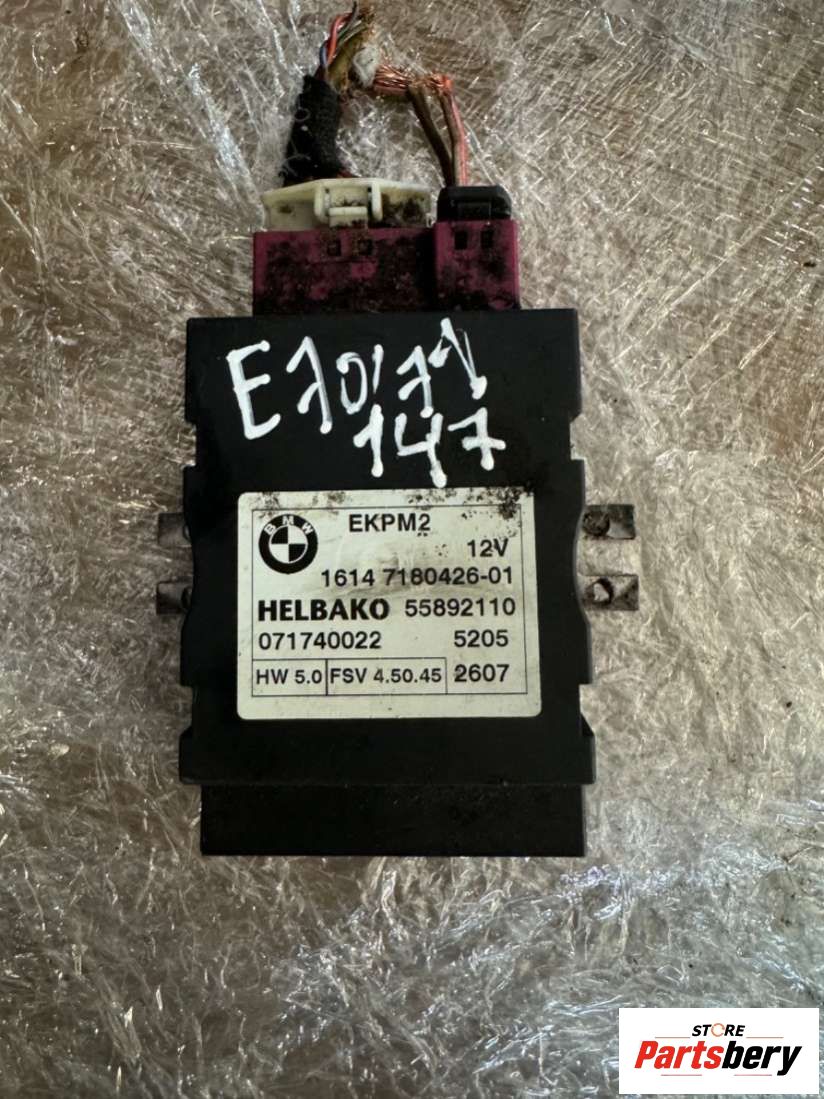 E70/71
147
BMW
EKPM2
12V
1614 7180426-01
HELBAKO 55892110
071740022 5205
HW 5.0 FSV 4.50.45 2607
STORE
Partsbery